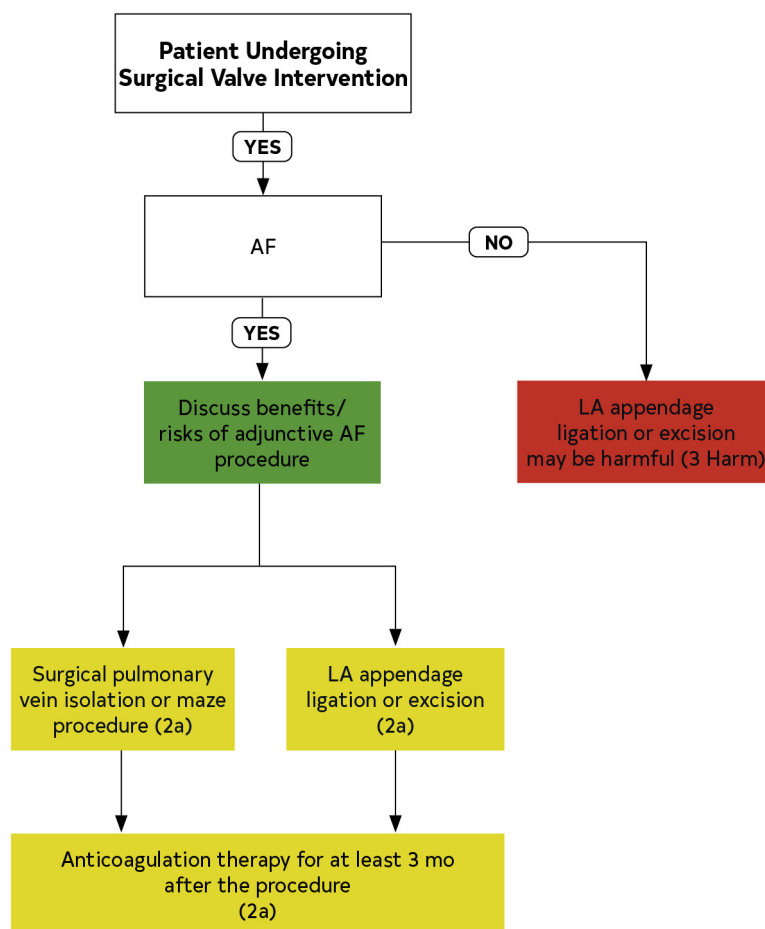 Patient Undergoing
Surgical Valve Intervention
YES
AF
NO
YES
Discuss benefits/
risks of adjunctive AF
procedure
LA appendage
ligation or excision
may be harmful (3 Harm)
Surgical pulmonary
vein isolation or maze
procedure (2a)
LA appendage
ligation or excision
(2a)
Anticoagulation therapy for at least 3 mo
after the procedure
(2a)